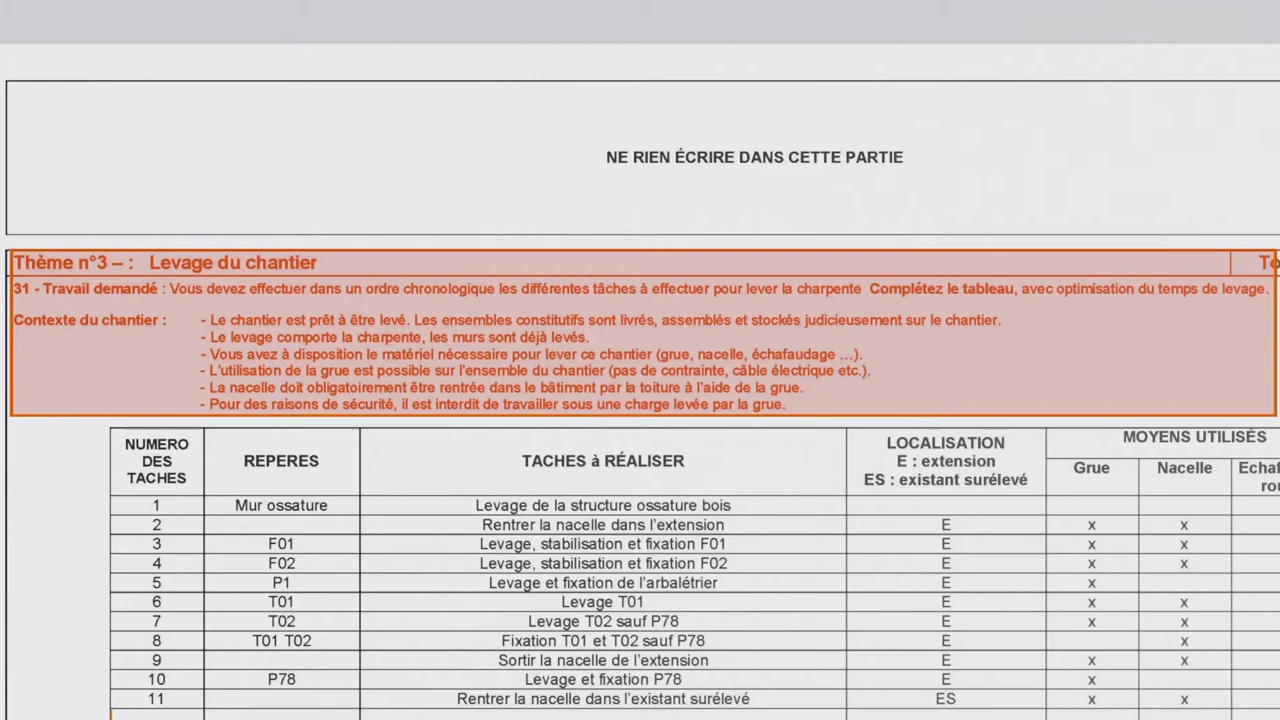 NE RIEN ÉCRIRE DANS CETTE PARTIE
Thème n°3 – : Levage du chantier
31 - Travail demandé : Vous devez effectuer dans un ordre chronologique les différentes tâches à effectuer pour lever la charpente Complétez le tableau, avec optimisation du temps de levage.
Contexte du chantier : - Le chantier est prêt à être levé. Les ensembles constitutifs sont livrés, assemblés et stockés judicieusement sur le chantier.
- Le levage comporte la charpente, les murs sont déjà levés.
- Vous avez à disposition le matériel nécessaire pour lever ce chantier (grue, nacelle, échafaudage …).
- L'utilisation de la grue est possible sur l'ensemble du chantier (pas de contrainte, câble électrique etc.).
- La nacelle doit obligatoirement être rentrée dans le bâtiment par la toiture à l'aide de la grue.
- Pour des raisons de sécurité, il est interdit de travailler sous une charge levée par la grue.
NUMERO DES TACHES REPERES TACHES à RÉALISER LOCALISATION E : extension ES : existant surélevé MOYENS UTILISÉS
Grue Nacelle
1 Mur ossature Levage de la structure ossature bois
2 Rentrer la nacelle dans l'extension E x x
3 F01 Levage, stabilisation et fixation F01 E x x
4 F02 Levage, stabilisation et fixation F02 E x x
5 P1 Levage et fixation de l'arbalétrier E x
6 T01 Levage T01 E x x
7 T02 Levage T02 sauf P78 E x x
8 T01 T02 Fixation T01 et T02 sauf P78 E x
9 Sortir la nacelle de l'extension E x x
10 P78 Levage et fixation P78 E x
11 Rentrer la nacelle dans l'existant surélevé ES x x